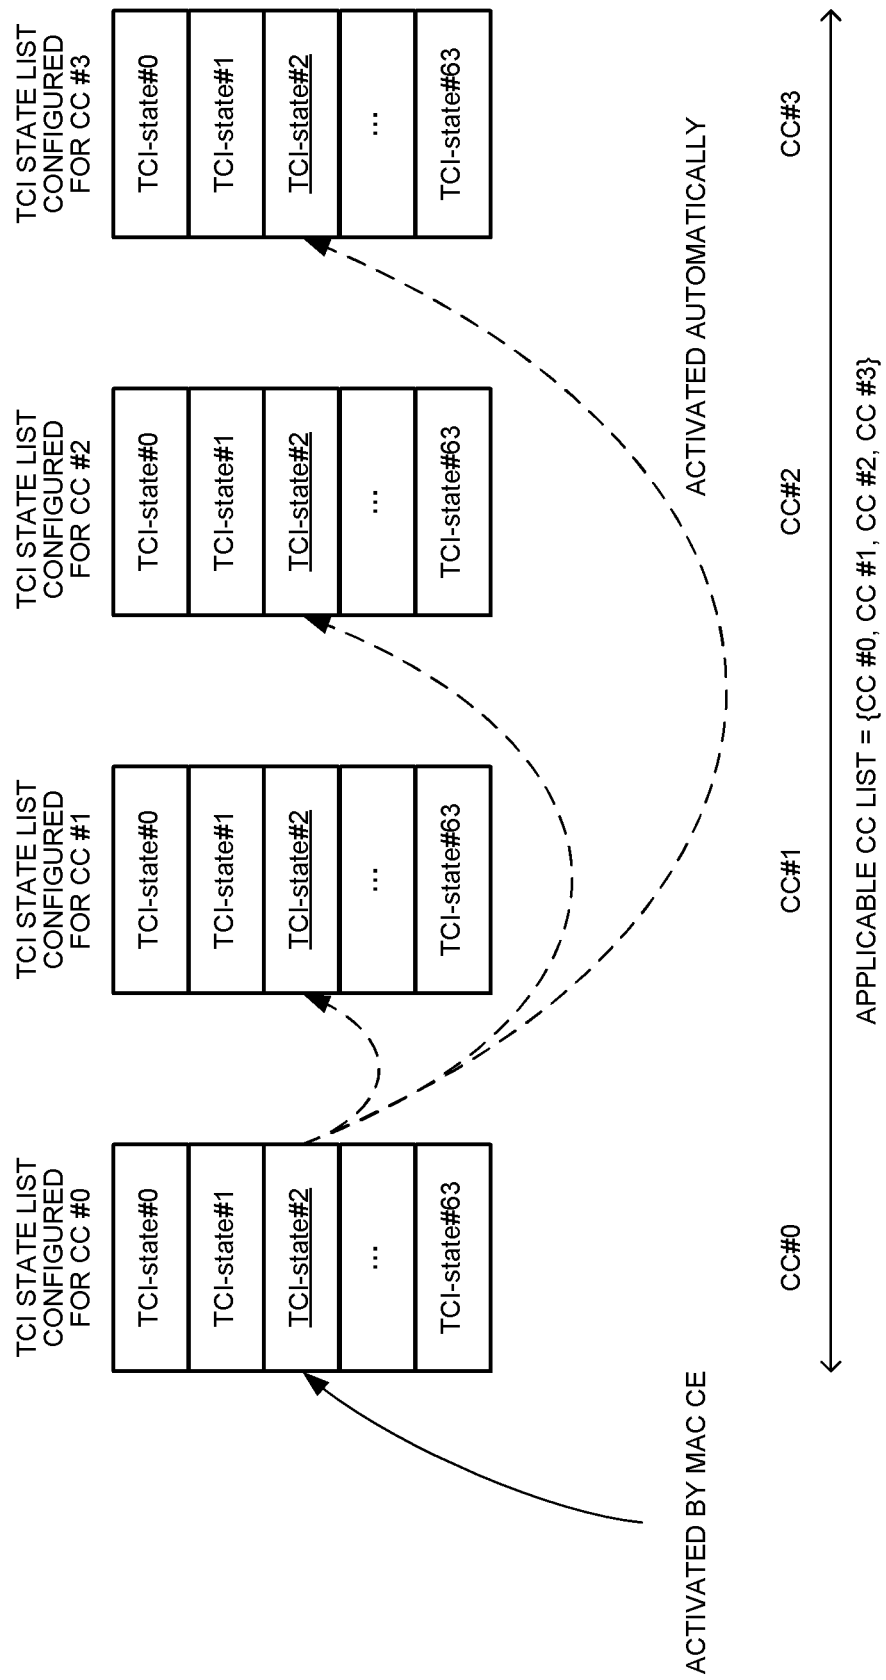 TCI STATE LIST
CONFIGURED
FOR CC #0
TCI-state#0
TCI-state#1
TCI-state#2
...
TCI-state#63
TCI STATE LIST
CONFIGURED
FOR CC #1
TCI-state#0
TCI-state#1
TCI-state#2
...
TCI-state#63
TCI STATE LIST
CONFIGURED
FOR CC #2
TCI-state#0
TCI-state#1
TCI-state#2
...
TCI-state#63
TCI STATE LIST
CONFIGURED
FOR CC #3
TCI-state#0
TCI-state#1
TCI-state#2
...
TCI-state#63
ACTIVATED BY MAC CE
ACTIVATED AUTOMATICALLY
CC#0
CC#1
CC#2
CC#3
APPLICABLE CC LIST = {CC #0, CC #1, CC #2, CC #3}